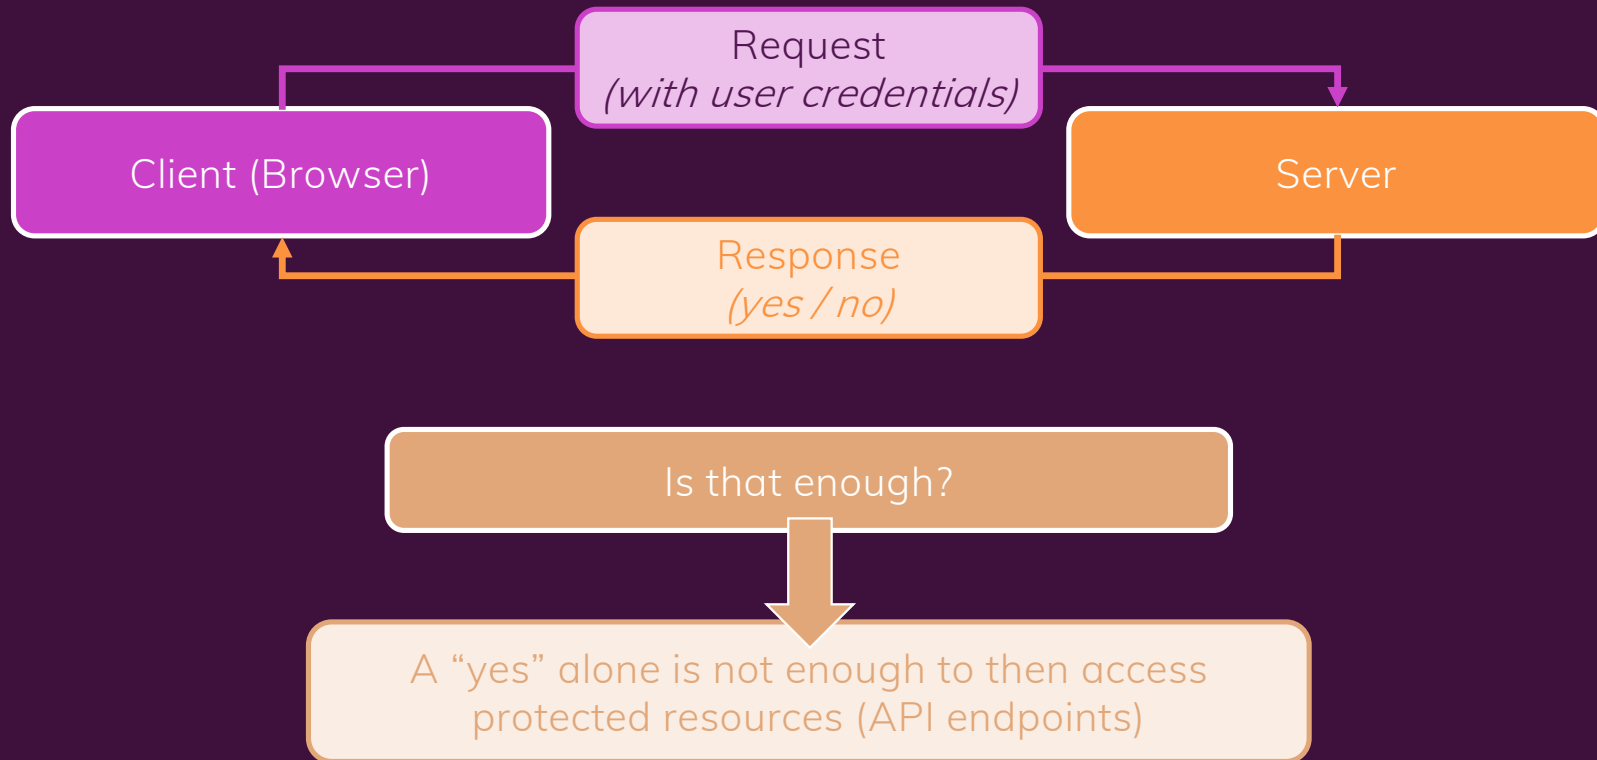 Request
(with user credentials)
Client (Browser)
Server
Response
(yes / no)
Is that enough?
A “yes” alone is not enough to then access
protected resources (API endpoints)